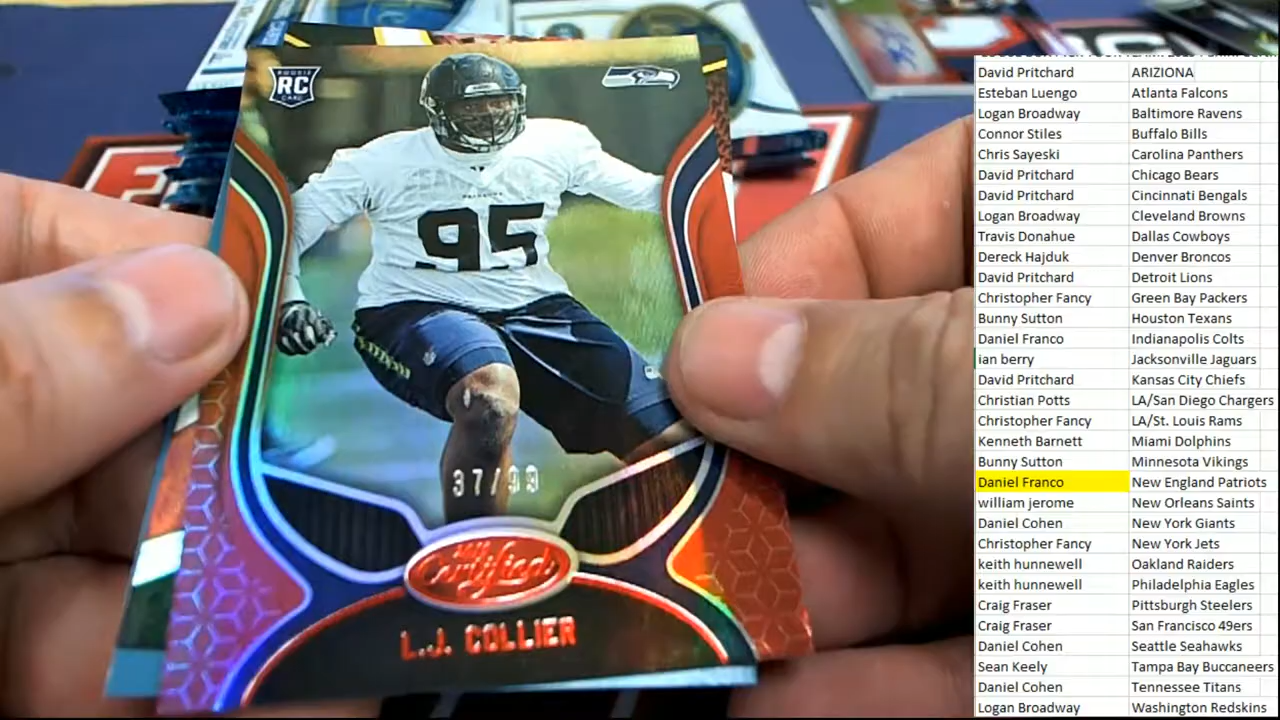 ROOKIE
RC
CARD
95
37/99
Certified
L.J. COLLIER
David Pritchard ARIZIONA
Esteban Luengo Atlanta Falcons
Logan Broadway Baltimore Ravens
Connor Stiles Buffalo Bills
Chris Sayeski Carolina Panthers
David Pritchard Chicago Bears
David Pritchard Cincinnati Bengals
Logan Broadway Cleveland Browns
Travis Donahue Dallas Cowboys
Dereck Hajduk Denver Broncos
David Pritchard Detroit Lions
Christopher Fancy Green Bay Packers
Bunny Sutton Houston Texans
Daniel Franco Indianapolis Colts
ian berry Jacksonville Jaguars
David Pritchard Kansas City Chiefs
Christian Potts LA/San Diego Chargers
Christopher Fancy LA/St. Louis Rams
Kenneth Barnett Miami Dolphins
Bunny Sutton Minnesota Vikings
Daniel Franco New England Patriots
william jerome New Orleans Saints
Daniel Cohen New York Giants
Christopher Fancy New York Jets
keith hunnewell Oakland Raiders
keith hunnewell Philadelphia Eagles
Craig Fraser Pittsburgh Steelers
Craig Fraser San Francisco 49ers
Daniel Cohen Seattle Seahawks
Sean Keely Tampa Bay Buccaneers
Daniel Cohen Tennessee Titans
Logan Broadway Washington Redskins